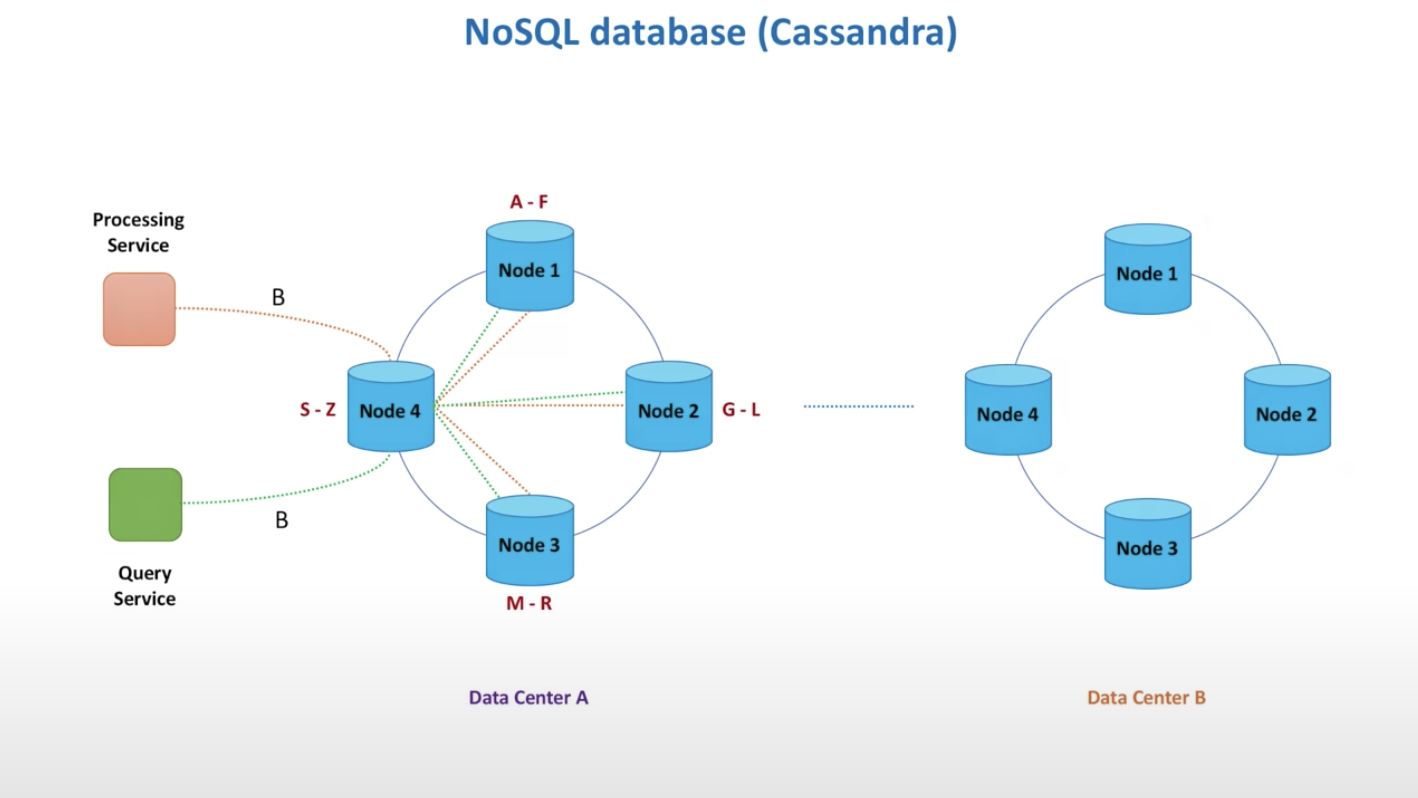 NoSQL database (Cassandra)
Processing
Service
B
A - F
Node 1
S - Z
Node 4
Node 2
G - L
B
Query
Service
Node 3
M - R
Data Center A
Node 1
Node 4
Node 2
Node 3
Data Center B